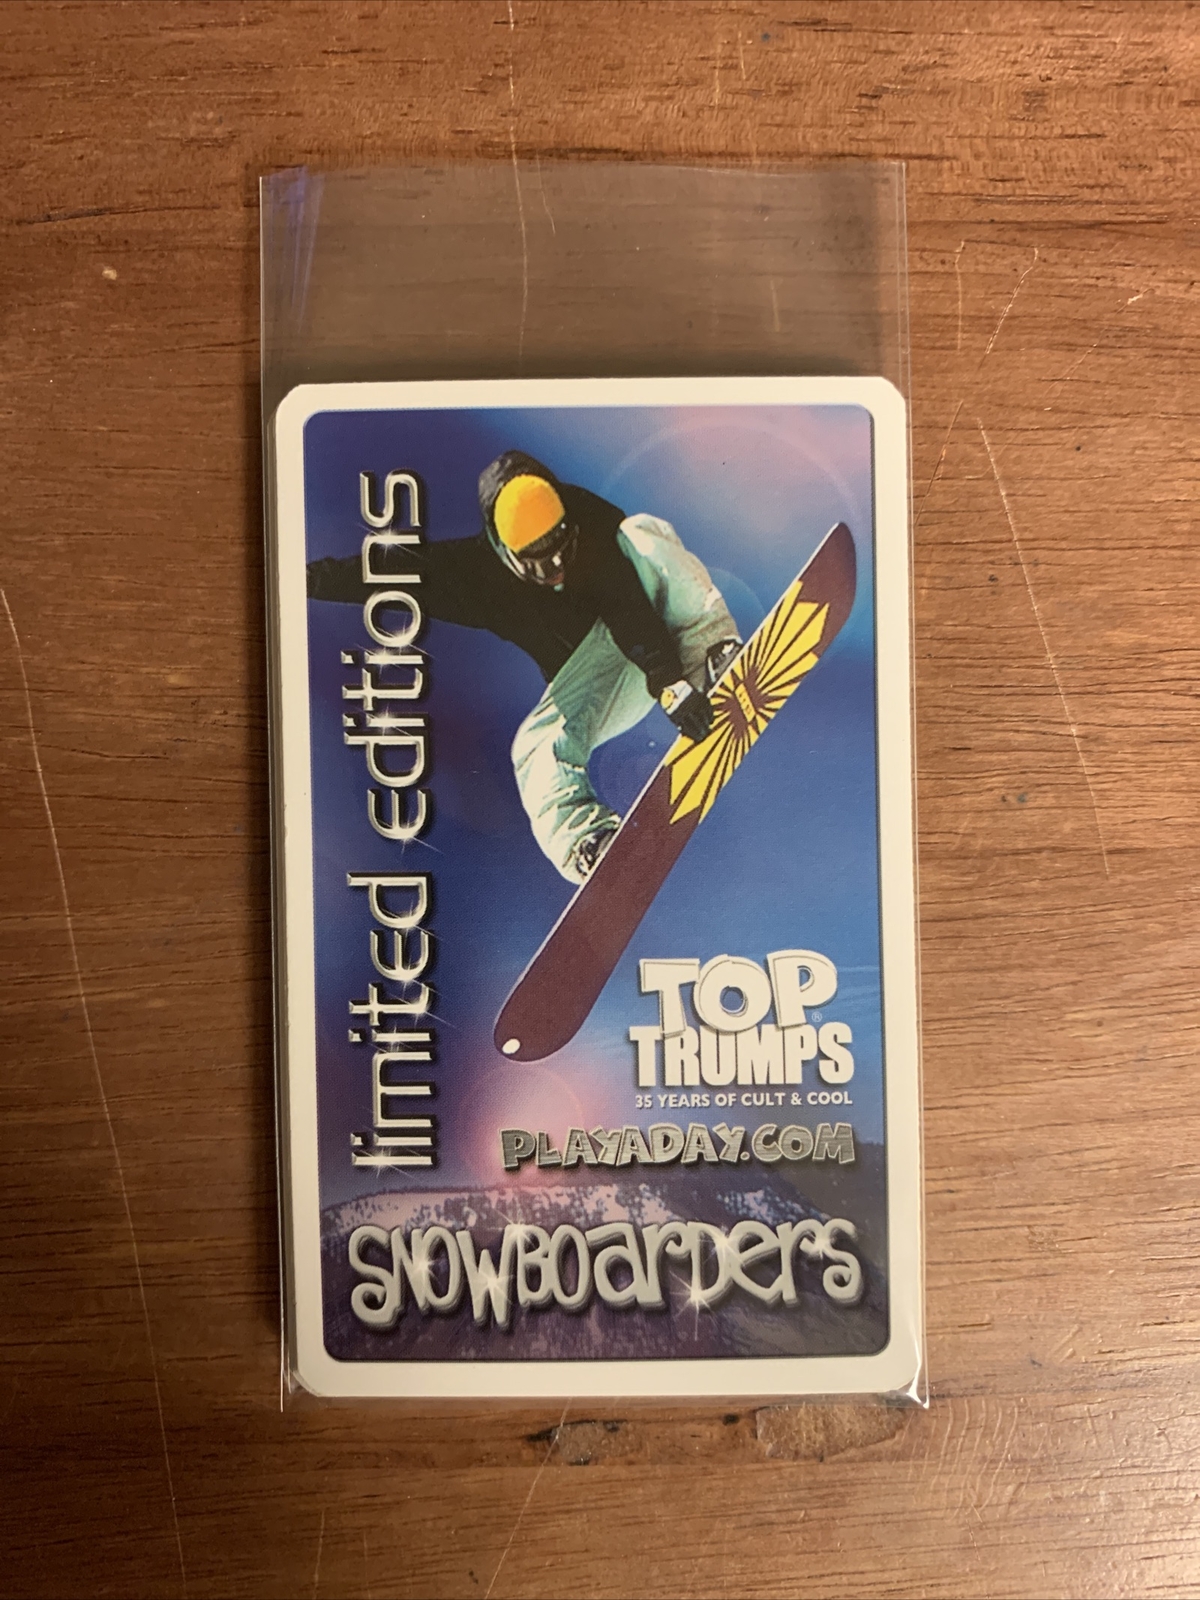 limited editions
TOP
TRUMPS®
35 YEARS OF CULT & COOL
PLAYADAY.COM
SNOWBOarDers